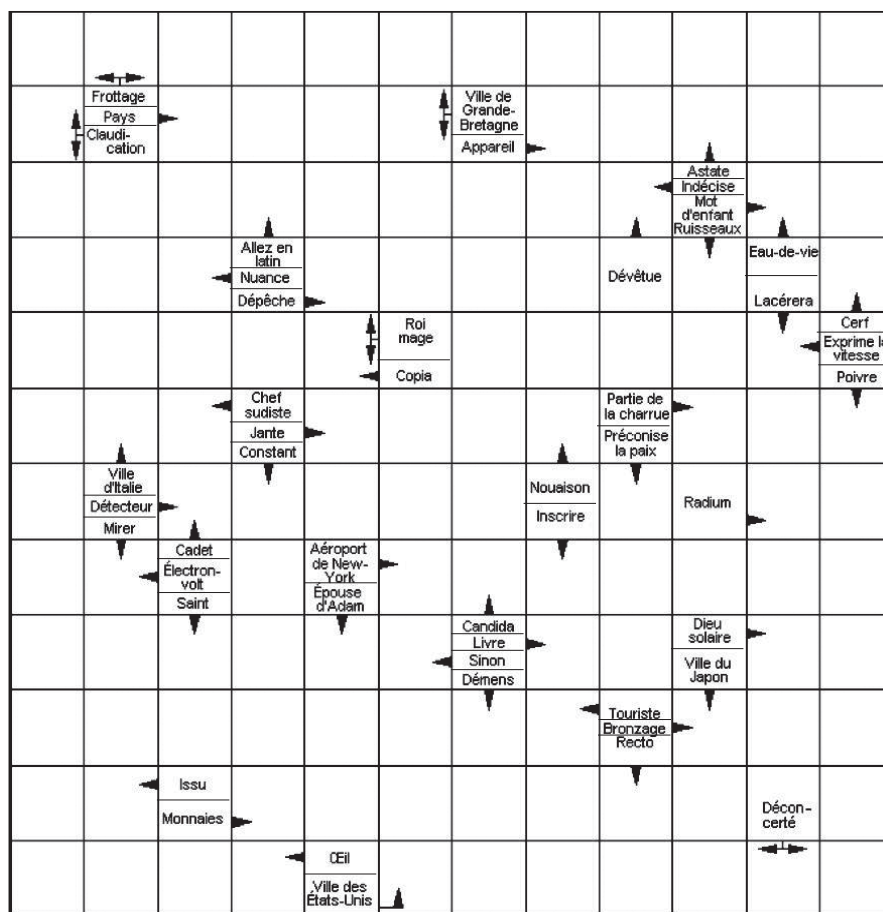 Frottage
Pays
Claudi-
cation
Ville de
Grande-
Bretagne
Appareil
Astate
Indécise
Mot
d'enfant
Ruisseaux
Allez en
latin
Nuance
Dépêche
Dévêtue
Eau-de-vie
Lacérera
Roi
mage
Copia
Cerf
Exprime la
vitesse
Poivre
Chef
sudiste
Jante
Constant
Partie de
la charrue
Préconise
la paix
Ville
d'Italie
Détecteur
Mirer
Nouaison
Inscrire
Radium
Cadet
Électron-
volt
Saint
Aéroport
de New-
York
Épouse
d'Adam
Candida
Livre
Sinon
Démens
Dieu
solaire
Ville du
Japon
Touriste
Bronzage
Recto
Issu
Monnaies
Décon-
certé
Œil
Ville des
États-Unis